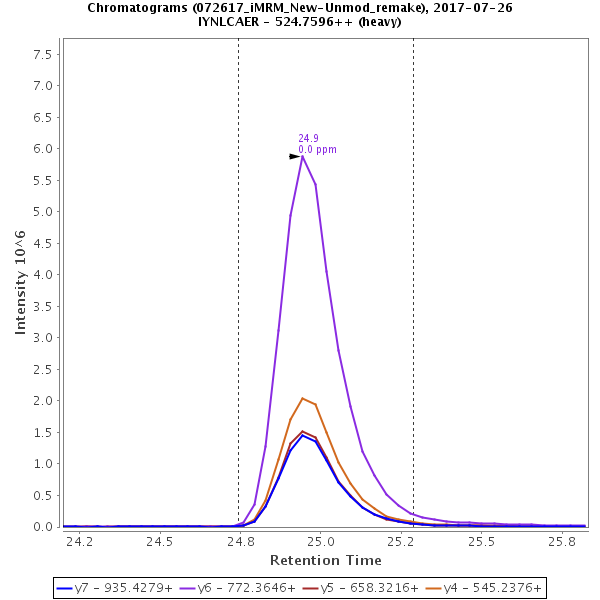 Chromatograms (072617_iMRM_New-Unmod_remake), 2017-07-26
IYNLCAER - 524.7596++ (heavy)
7.5
7.0
6.5
6.0
5.5
5.0
4.5
4.0
3.5
3.0
2.5
2.0
1.5
1.0
0.5
0.0
Intensity 10^6
24.9
0.0 ppm
24.2
24.5
24.8
25.0
25.2
25.5
25.8
Retention Time
y7 - 935.4279+
y6 - 772.3646+
y5 - 658.3216+
y4 - 545.2376+